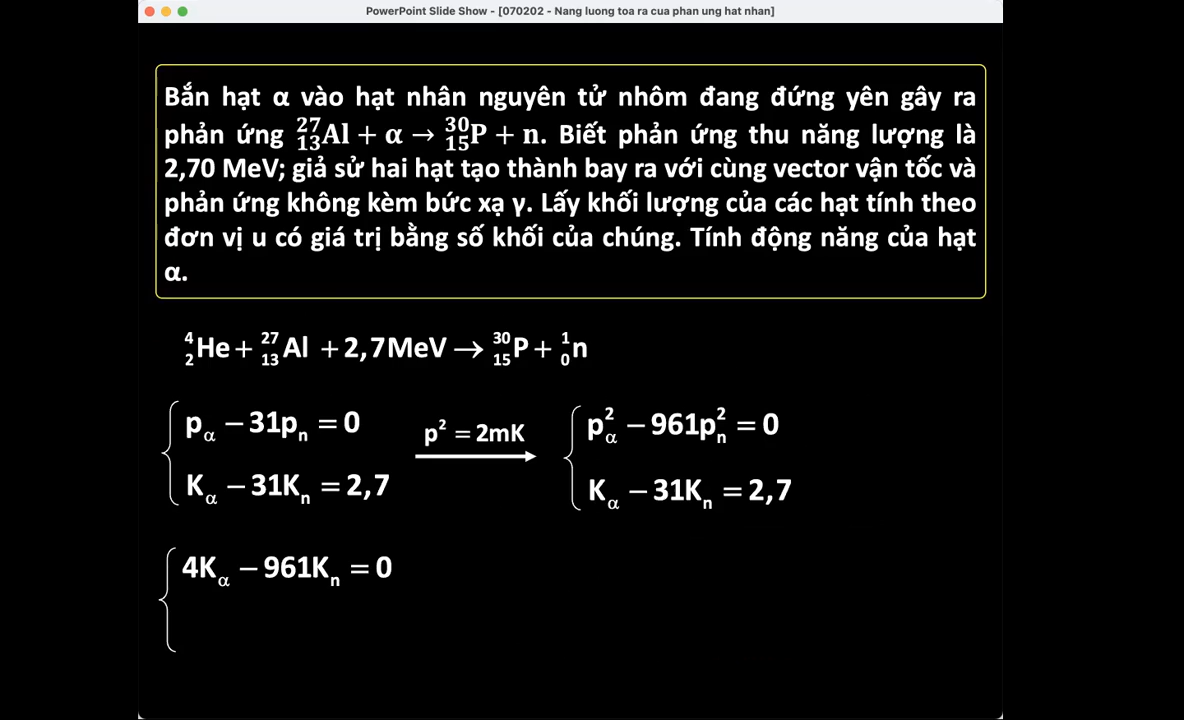 PowerPoint Slide Show - [070202 - Nang luong toa ra cua phan ung hat nhan]
Bắn hạt α vào hạt nhân nguyên tử nhôm đang đứng yên gây ra
phản ứng ²⁷₁₃Al + α → ³⁰₁₅P + n. Biết phản ứng thu năng lượng là
2,70 MeV; giả sử hai hạt tạo thành bay ra với cùng vector vận tốc và
phản ứng không kèm bức xạ γ. Lấy khối lượng của các hạt tính theo
đơn vị u có giá trị bằng số khối của chúng. Tính động năng của hạt
α.
⁴₂He + ²⁷₁₃Al + 2,7MeV → ³⁰₁₅P + ¹₀n
p_α − 31p_n = 0
K_α − 31K_n = 2,7
p² = 2mK
p²_α − 961p²_n = 0
K_α − 31K_n = 2,7
4K_α − 961K_n = 0